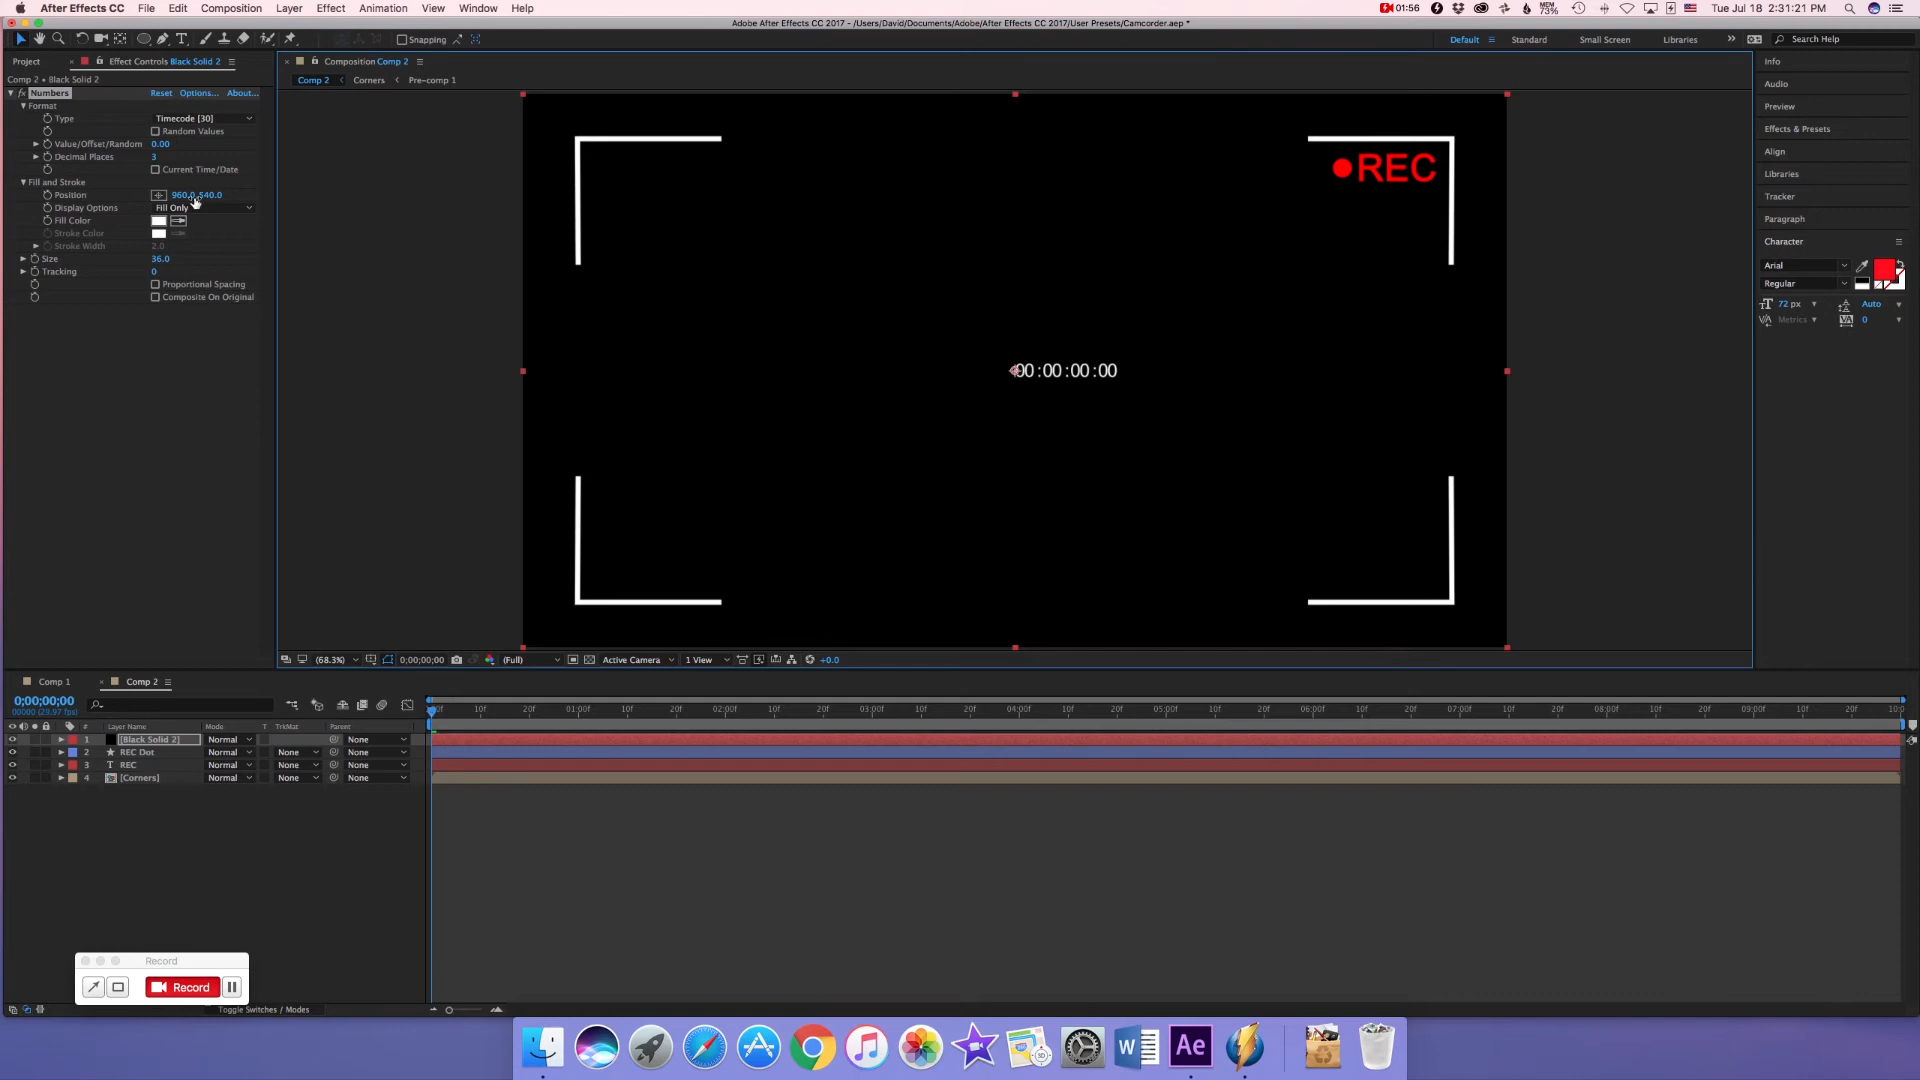 After Effects CC File Edit Composition Layer Effect Animation View Window Help 01:56 MEM 73% Tue Jul 18 2:31:21 PM
Adobe After Effects CC 2017 - /Users/David/Documents/Adobe/After Effects CC 2017/User Presets/Camcorder.aep *
Snapping Default Standard Small Screen Libraries Search Help
Project Effect Controls Black Solid 2 Composition Comp 2 Info
Comp 2 • Black Solid 2 Comp 2 Corners Pre-comp 1
Audio
fx Numbers Reset Options... About...
Preview
Format
Type Timecode [30]
Effects & Presets
Random Values
Value/Offset/Random 0.00
Align
Decimal Places 3
Current Time/Date
Libraries
Fill and Stroke
Position 960.0,540.0
Tracker
Display Options Fill Only
Fill Color
Paragraph
Stroke Color
Stroke Width 2.0
Character
Size 36.0
Arial
Tracking 0
Regular
Proportional Spacing
Composite On Original
72 px Auto
Metrics 0
REC
00:00:00:00
(68.3%) 0;00;00;00 (Full) Active Camera 1 View +0.0
Comp 1 Comp 2
0;00;00;00
00000 (29.97 fps)
10f 20f 01:00f 10f 20f 02:00f 10f 20f 03:00f 10f 20f 04:00f 10f 20f 05:00f 10f 20f 06:00f 10f 20f 07:00f 10f 20f 08:00f 10f 20f 09:00f 10f 20f 10:0
# Layer Name Mode T TrkMat Parent
1 [Black Solid 2] Normal None
2 REC Dot Normal None None
3 T REC Normal None None
4 [Corners] Normal None None
Record
Record
Toggle Switches / Modes
W Ae